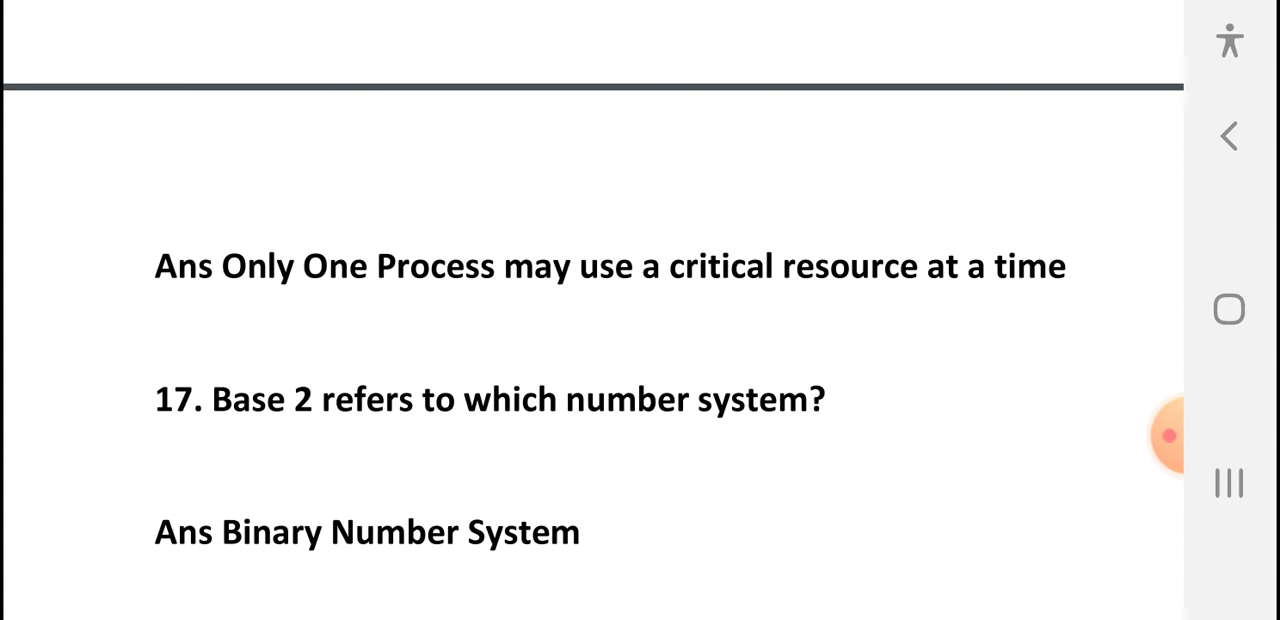 Ans Only One Process may use a critical resource at a time
17. Base 2 refers to which number system?
Ans Binary Number System